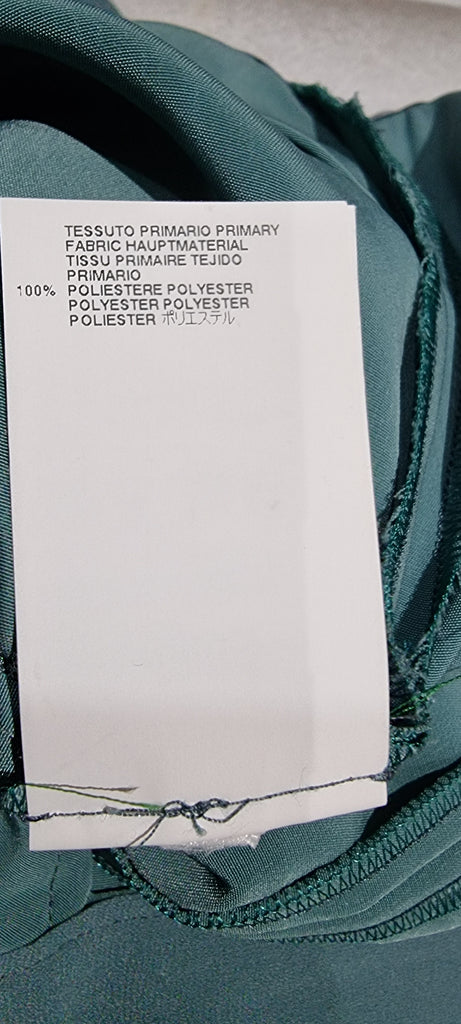 TESSUTO PRIMARIO PRIMARY
FABRIC HAUPTMATERIAL
TISSU PRIMAIRE TEJIDO
PRIMARIO
100% POLIESTERE POLYESTER
POLYESTER POLYESTER
POLIESTER ポリエステル